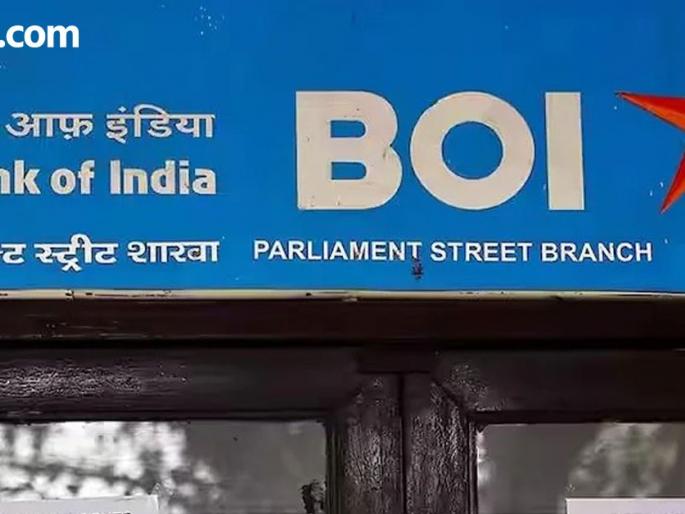 .com
आफ़ इंडिया
nk of India
BOI
स्ट्रीट शाखा PARLIAMENT STREET BRANCH